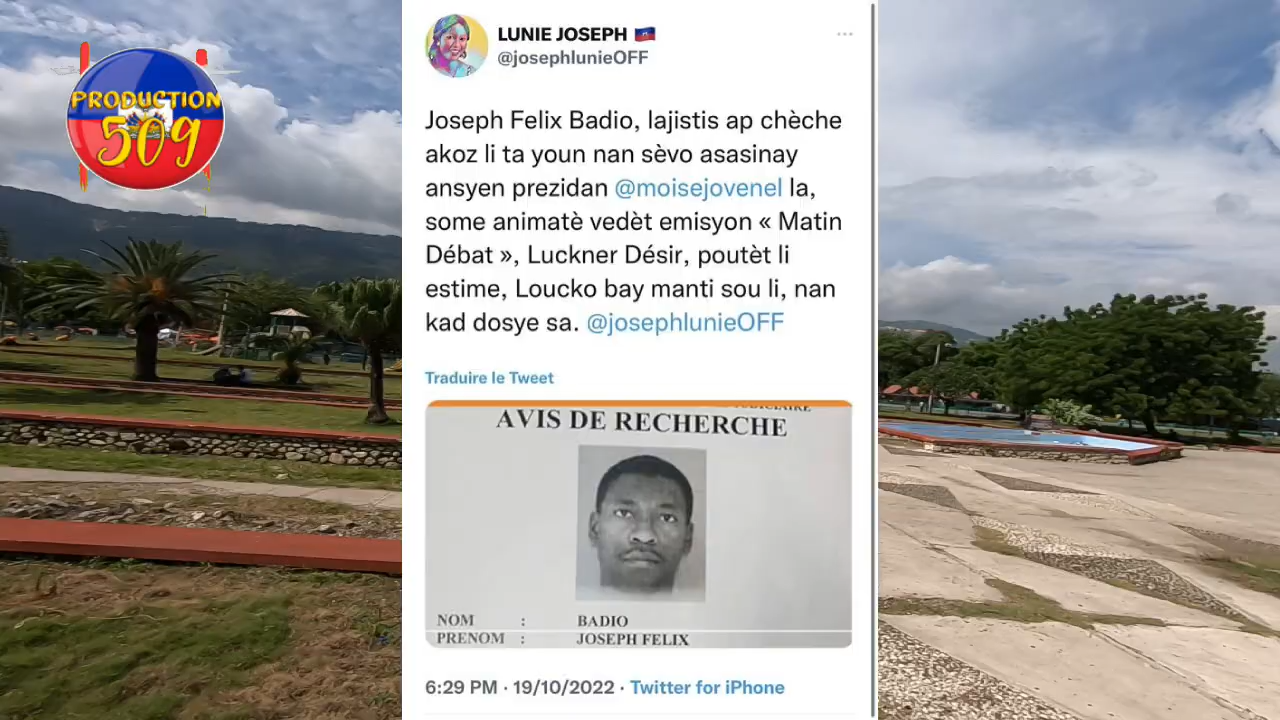 PRODUCTION
509
LUNIE JOSEPH
@josephlunieOFF
Joseph Felix Badio, lajistis ap chèche
akoz li ta youn nan sèvo asasinay
ansyen prezidan @moisejovenel la,
some animatè vedèt emisyon « Matin
Débat », Luckner Désir, poutèt li
estime, Loucko bay manti sou li, nan
kad dosye sa. @josephlunieOFF
Traduire le Tweet
JUDICIAIRE
AVIS DE RECHERCHE
NOM : BADIO
PRENOM : JOSEPH FELIX
6:29 PM · 19/10/2022 · Twitter for iPhone